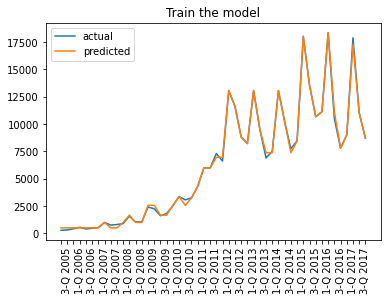 Train the model
actual
predicted
17500
15000
12500
10000
7500
5000
2500
0
3-Q 2005
1-Q 2006
3-Q 2006
1-Q 2007
3-Q 2007
1-Q 2008
3-Q 2008
1-Q 2009
3-Q 2009
1-Q 2010
3-Q 2010
1-Q 2011
3-Q 2011
1-Q 2012
3-Q 2012
1-Q 2013
3-Q 2013
1-Q 2014
3-Q 2014
1-Q 2015
3-Q 2015
1-Q 2016
3-Q 2016
1-Q 2017
3-Q 2017